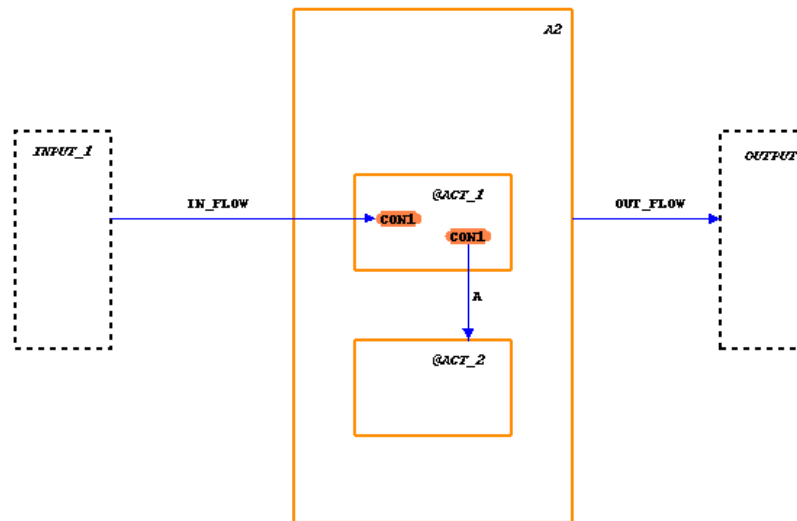 A2
INPUT_1
OUTPUT
@ACT_1
IN_FLOW
OUT_FLOW
CON1
CON1
A
@ACT_2